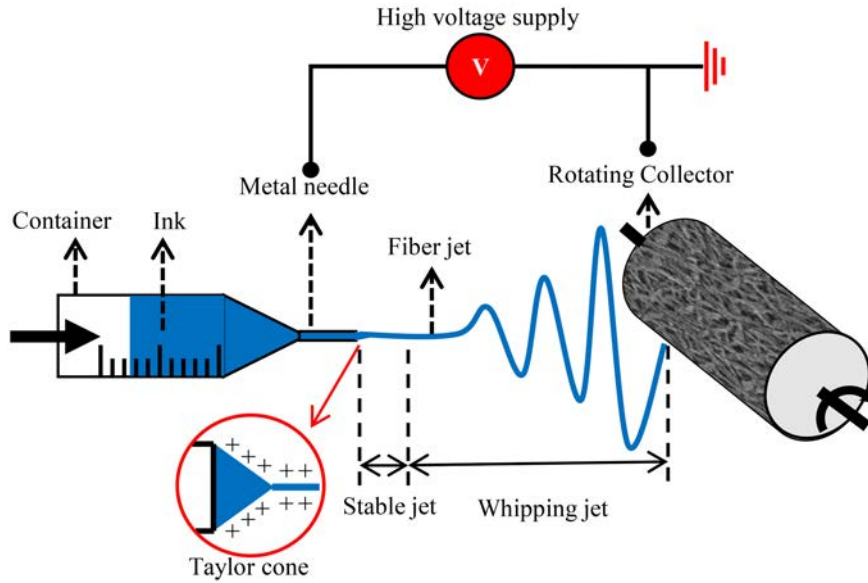 High voltage supply
V
Metal needle
Rotating Collector
Container
Ink
Fiber jet
+ + + + + +
+ + + + + +
Stable jet
Whipping jet
Taylor cone